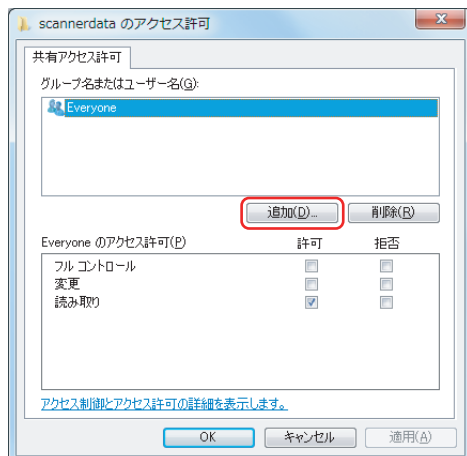 scannerdata のアクセス許可
共有アクセス許可
グループ名またはユーザー名(G):
Everyone
追加(D)... 削除(R)
Everyone のアクセス許可(P) 許可 拒否
フル コントロール
変更
読み取り
アクセス制御とアクセス許可の詳細を表示します。
OK キャンセル 適用(A)